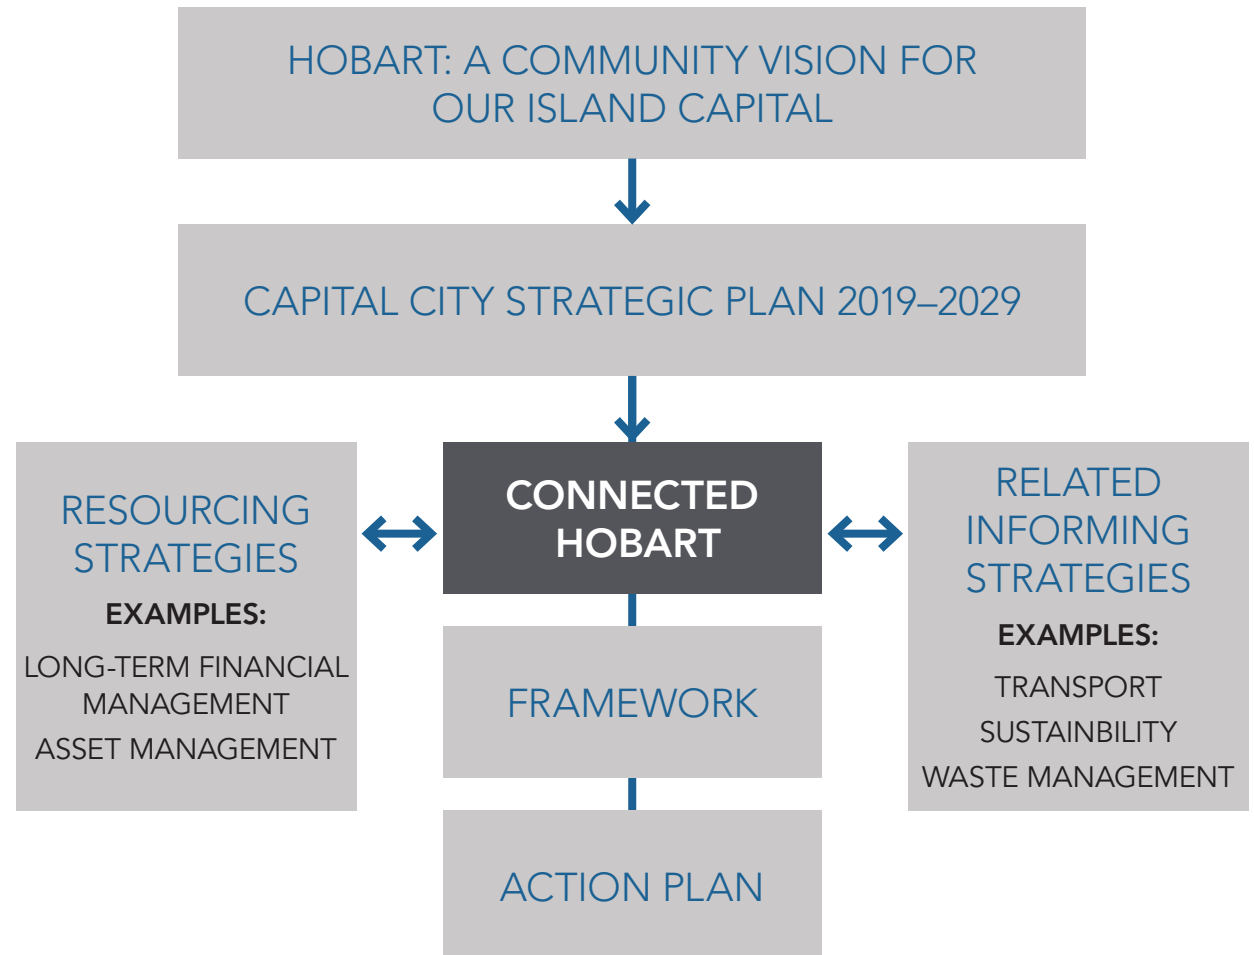 HOBART: A COMMUNITY VISION FOR
OUR ISLAND CAPITAL
CAPITAL CITY STRATEGIC PLAN 2019–2029
RESOURCING
STRATEGIES
EXAMPLES:
LONG-TERM FINANCIAL
MANAGEMENT
ASSET MANAGEMENT
CONNECTED
HOBART
RELATED
INFORMING
STRATEGIES
EXAMPLES:
TRANSPORT
SUSTAINBILITY
WASTE MANAGEMENT
FRAMEWORK
ACTION PLAN